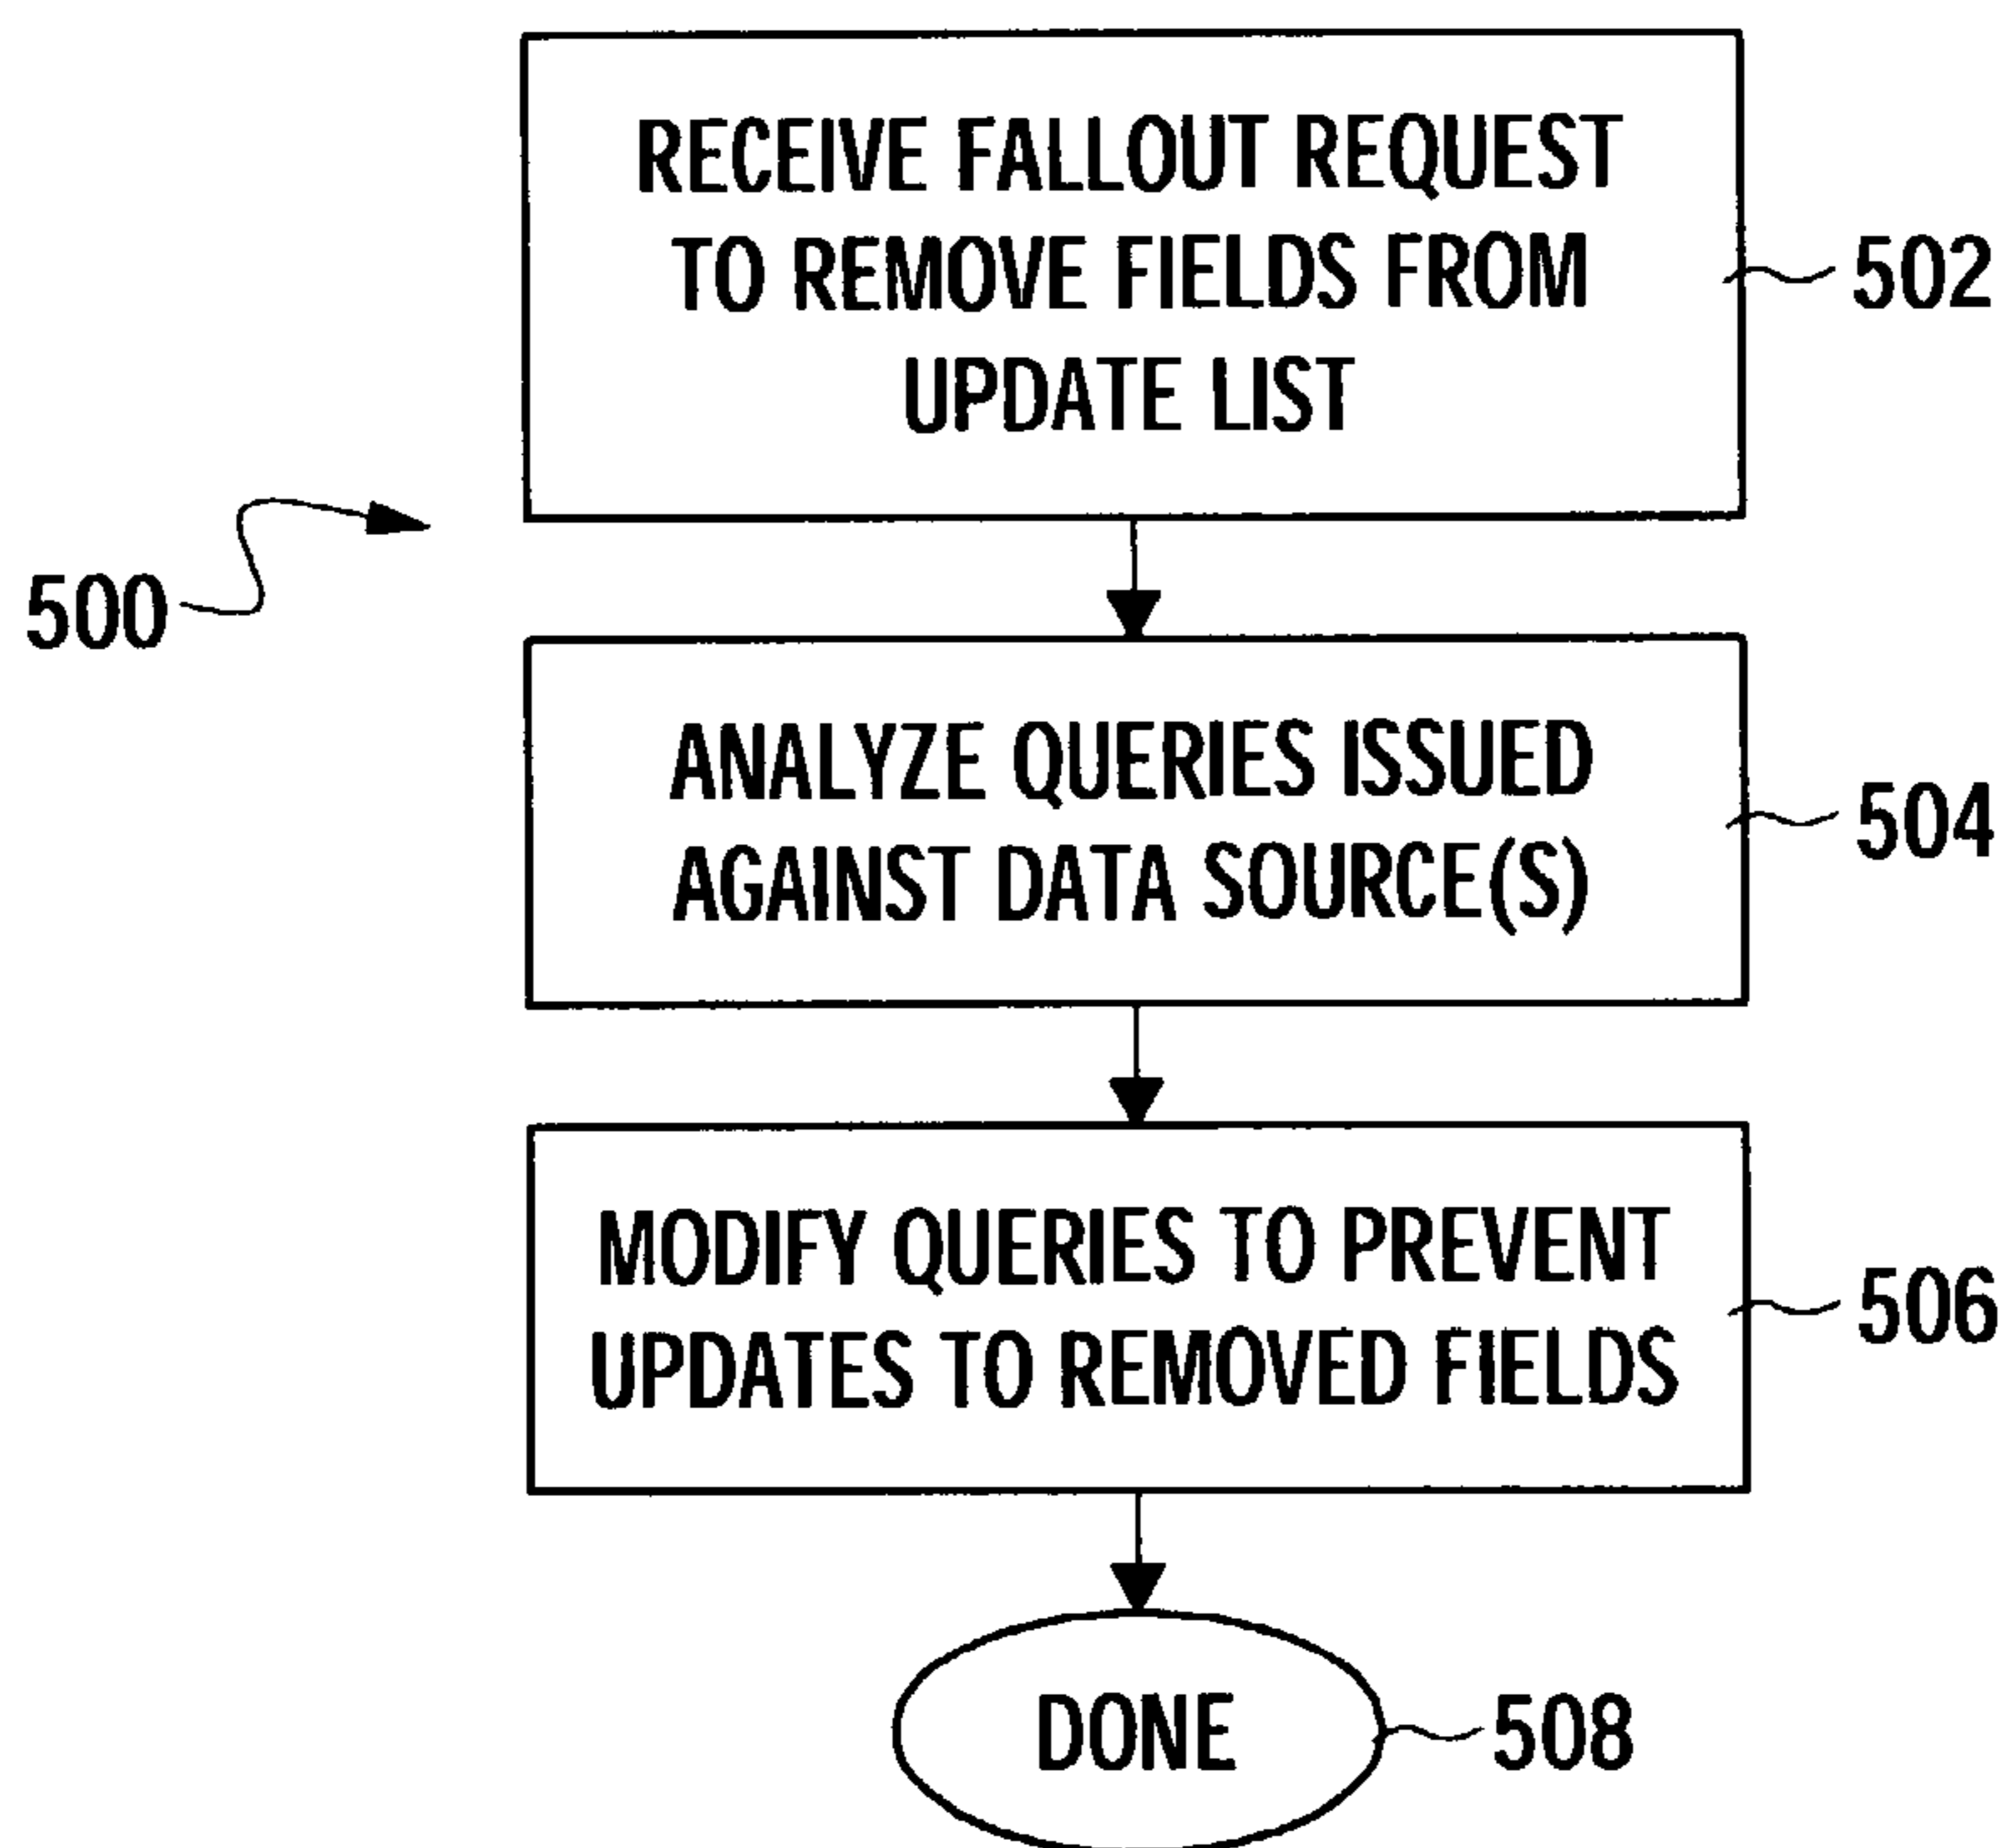 RECEIVE FALLOUT REQUEST
TO REMOVE FIELDS FROM
UPDATE LIST
502
500
ANALYZE QUERIES ISSUED
AGAINST DATA SOURCE(S)
504
MODIFY QUERIES TO PREVENT
UPDATES TO REMOVED FIELDS
506
DONE
508